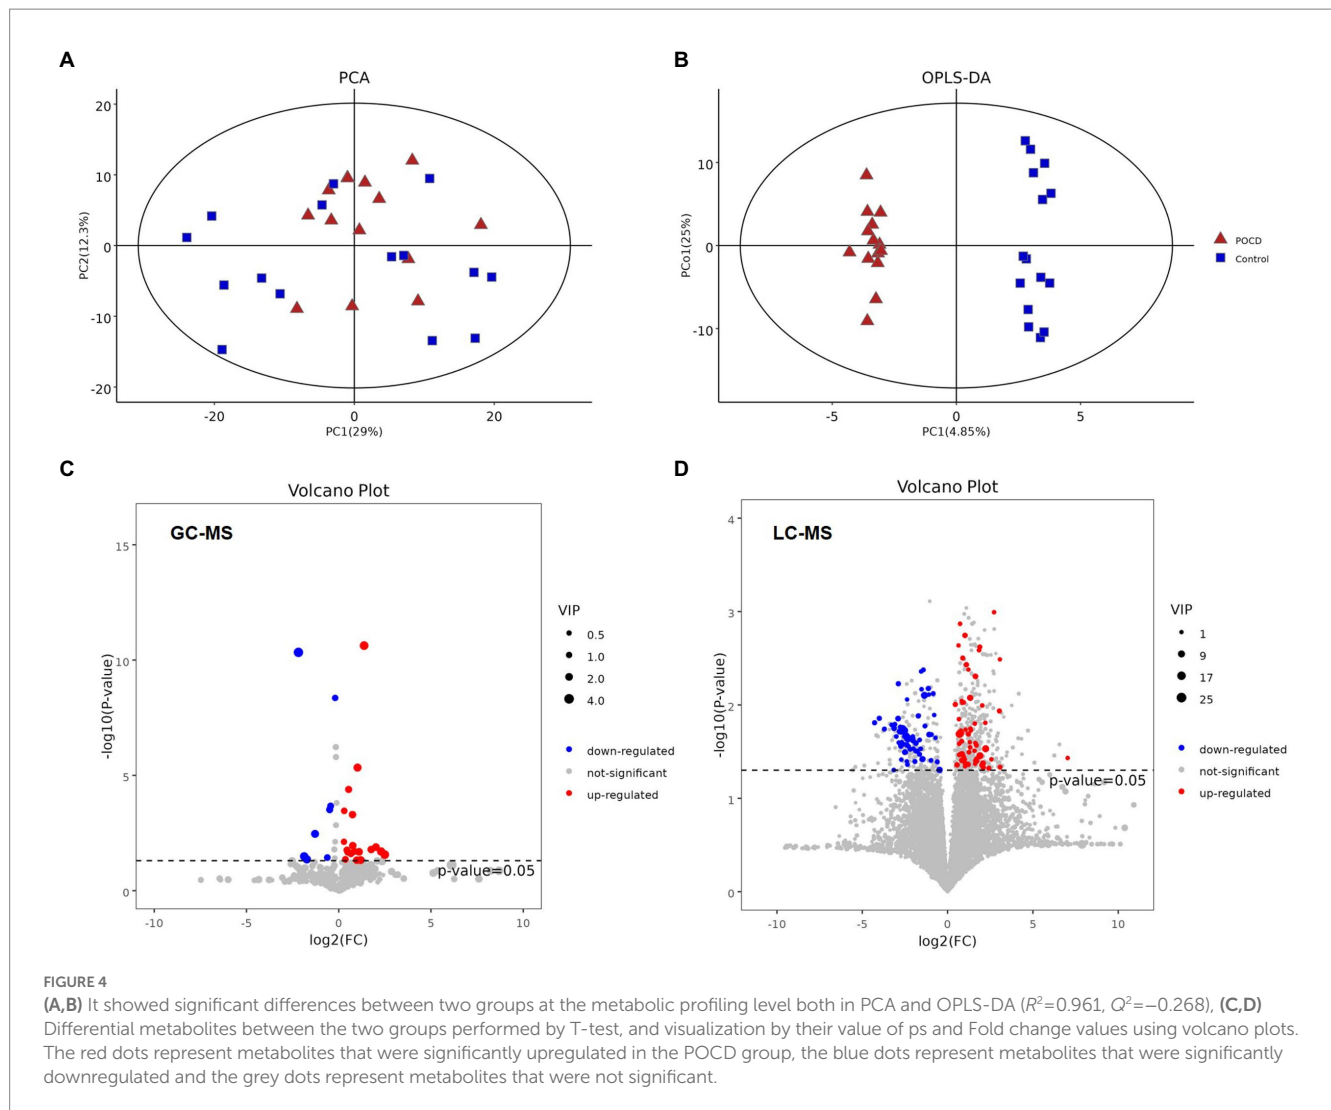 A
PCA
20
10
0
-10
-20
PC2(12.3%)
-20
0
20
PC1(29%)
B
OPLS-DA
10
0
-10
PCo1(25%)
-5
0
5
PC1(4.85%)
POCD
Control
C
Volcano Plot
GC-MS
15
10
5
0
-log10(P-value)
p-value=0.05
-10
-5
0
5
10
log2(FC)
VIP
0.5
1.0
2.0
4.0
down-regulated
not-significant
up-regulated
D
Volcano Plot
LC-MS
4
3
2
1
0
-log10(P-value)
p-value=0.05
-10
-5
0
5
10
log2(FC)
VIP
1
9
17
25
down-regulated
not-significant
up-regulated
FIGURE 4
(A,B) It showed significant differences between two groups at the metabolic profiling level both in PCA and OPLS-DA (R²=0.961, Q²=−0.268), (C,D)
Differential metabolites between the two groups performed by T-test, and visualization by their value of ps and Fold change values using volcano plots.
The red dots represent metabolites that were significantly upregulated in the POCD group, the blue dots represent metabolites that were significantly
downregulated and the grey dots represent metabolites that were not significant.